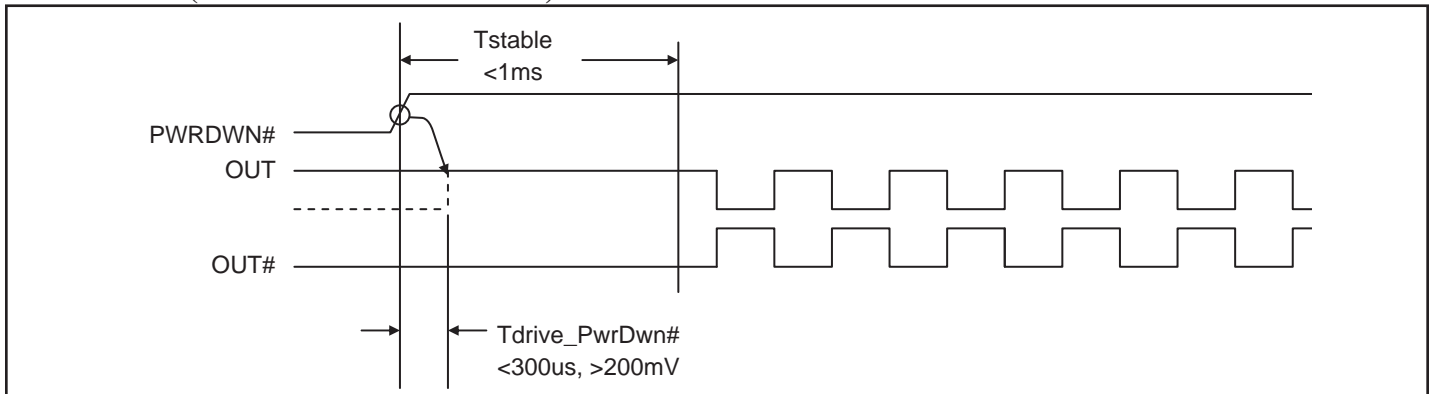 Tstable
<1ms
PWRDWN#
OUT
OUT#
Tdrive_PwrDwn#
<300us, >200mV